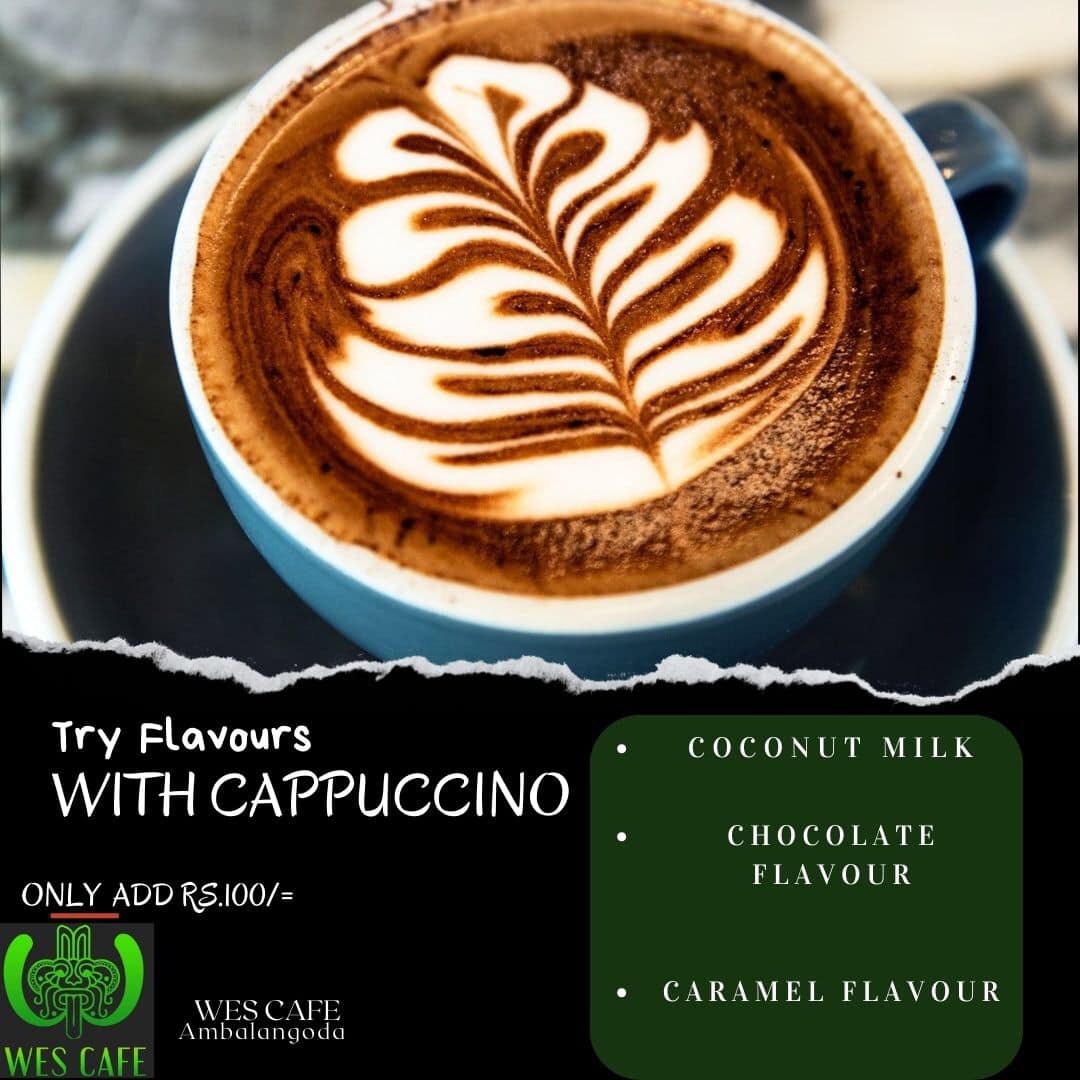 Try Flavours
WITH CAPPUCCINO
ONLY ADD RS.100/=
WES CAFE
WES CAFE
Ambalangoda
• COCONUT MILK
• CHOCOLATE
FLAVOUR
• CARAMEL FLAVOUR